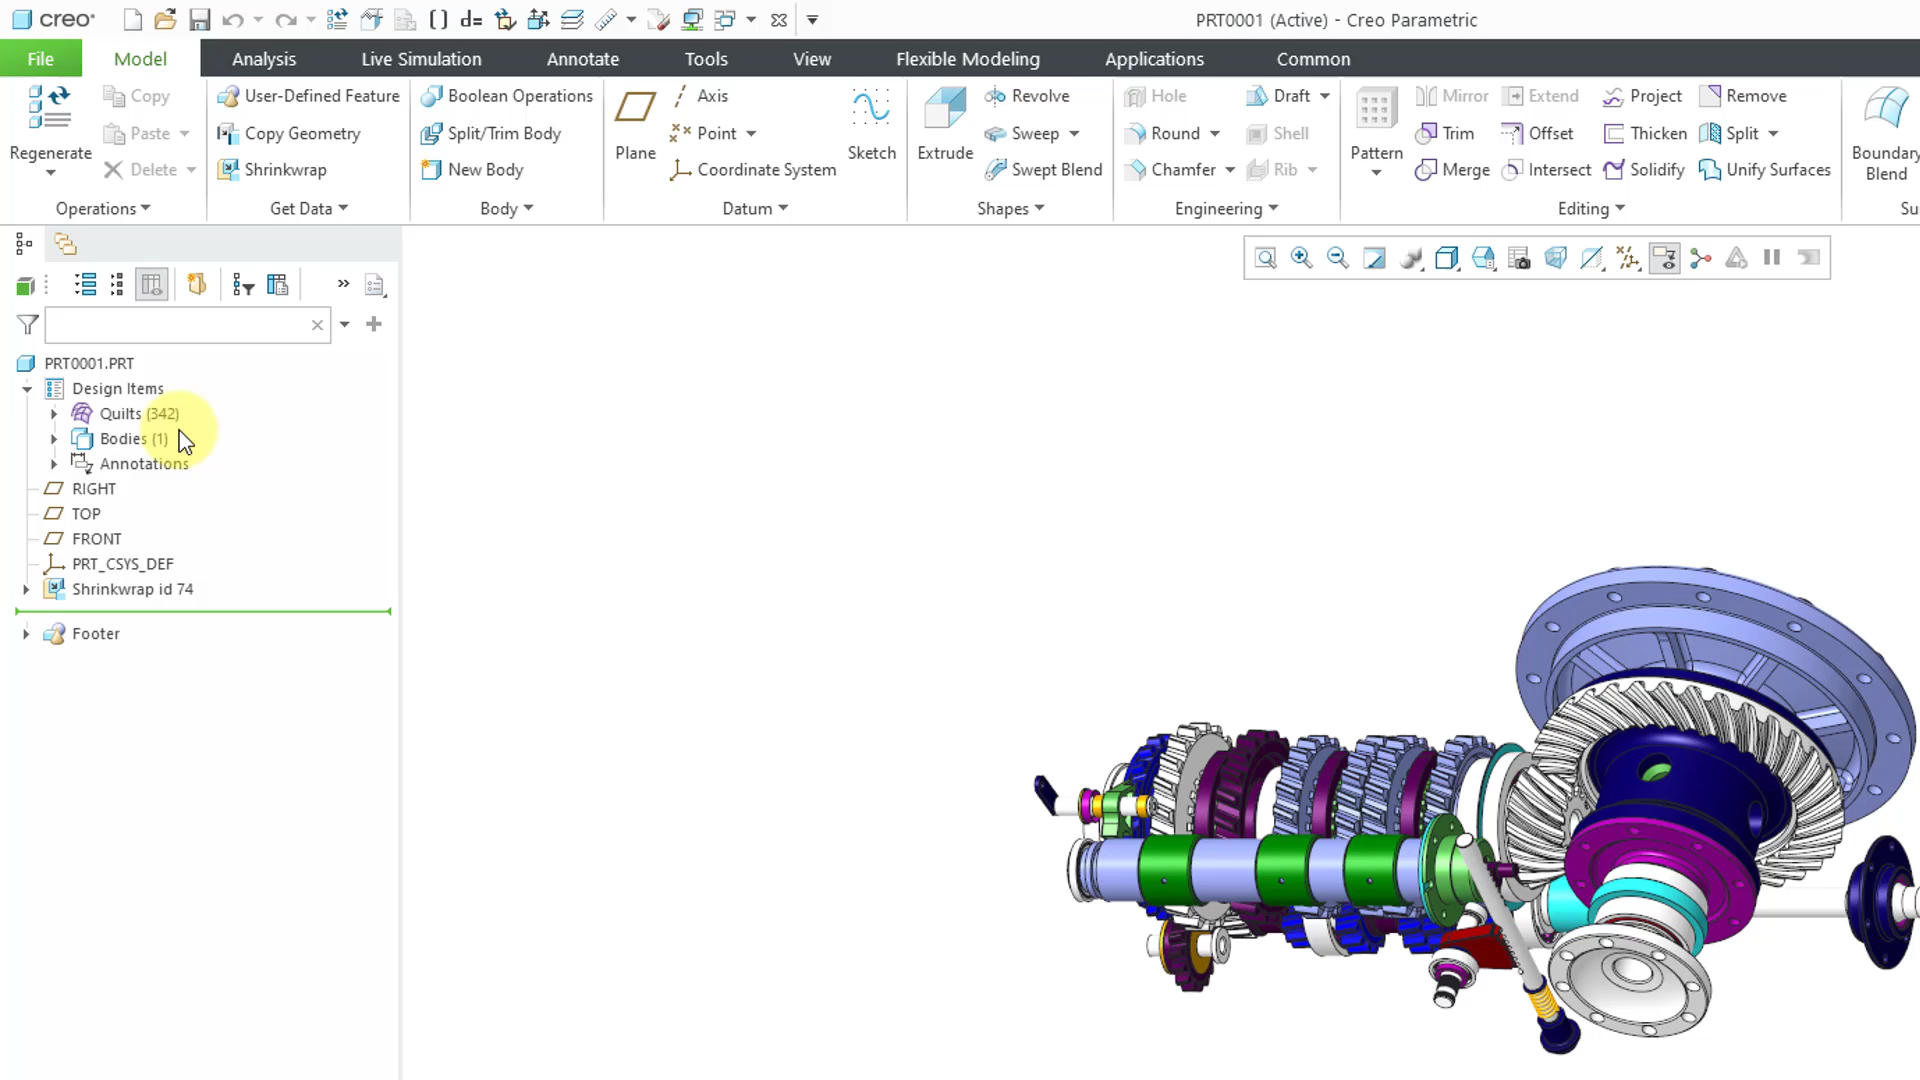 creo
d=
PRT0001 (Active) - Creo Parametric
File
Model
Analysis
Live Simulation
Annotate
Tools
View
Flexible Modeling
Applications
Common
Regenerate
Copy
Paste
Delete
Operations
User-Defined Feature
Copy Geometry
Shrinkwrap
Get Data
Boolean Operations
Split/Trim Body
New Body
Body
Plane
Axis
Point
Coordinate System
Sketch
Datum
Extrude
Revolve
Sweep
Swept Blend
Shapes
Hole
Round
Chamfer
Draft
Shell
Rib
Engineering
Pattern
Mirror
Trim
Merge
Extend
Offset
Intersect
Project
Thicken
Solidify
Remove
Split
Unify Surfaces
Editing
Boundary
Blend
Su
PRT0001.PRT
Design Items
Quilts (342)
Bodies (1)
Annotations
RIGHT
TOP
FRONT
PRT_CSYS_DEF
Shrinkwrap id 74
Footer